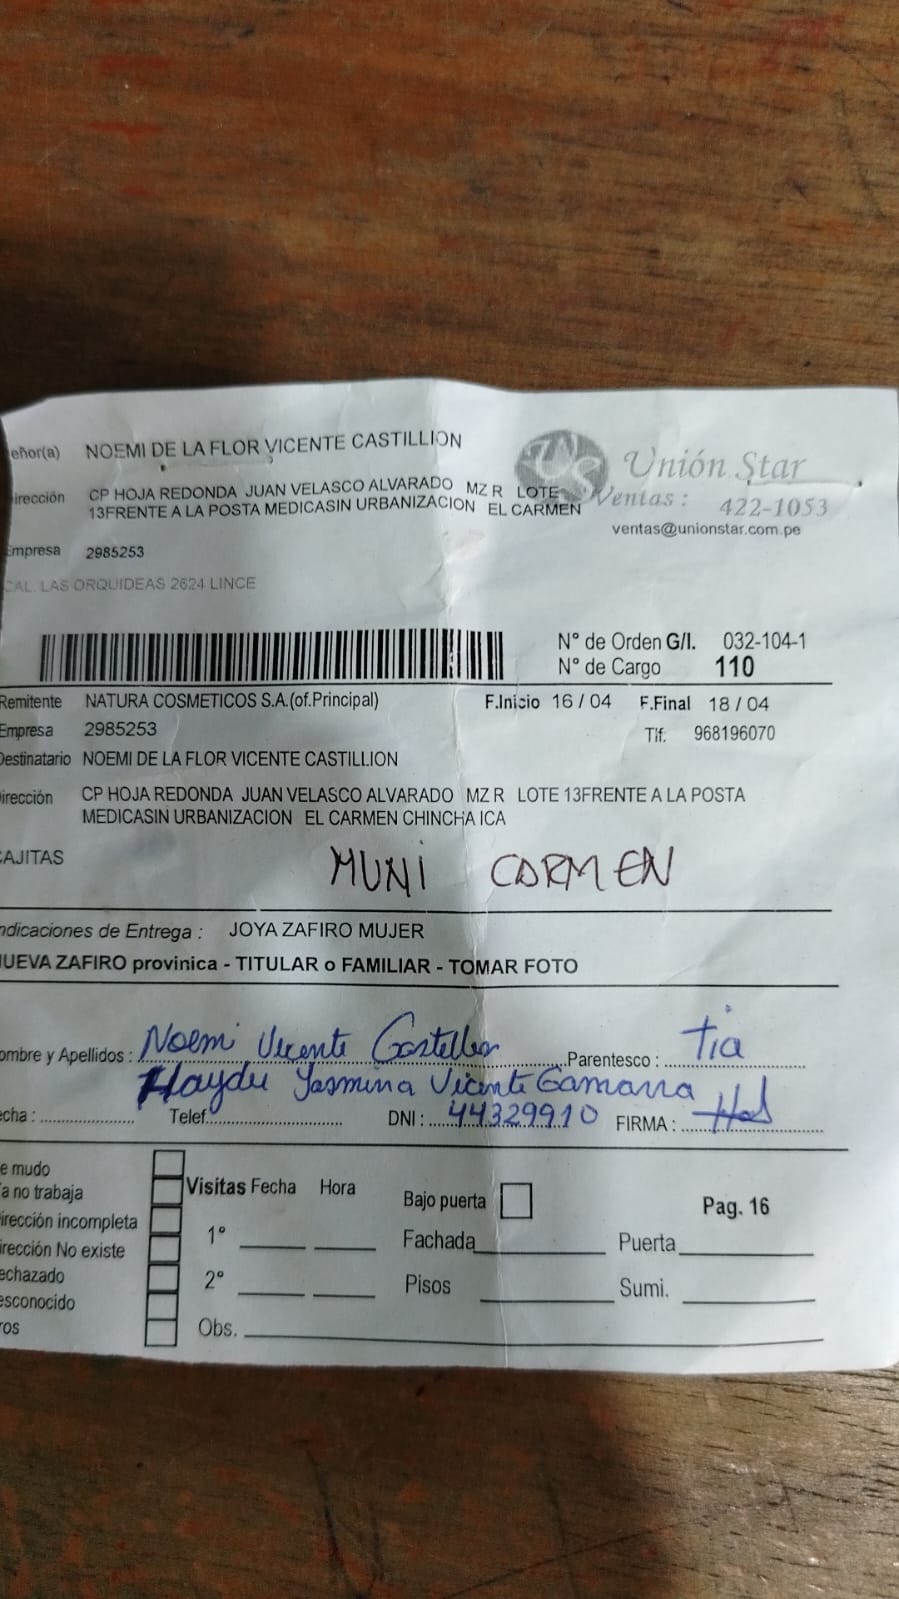 eñor(a) NOEMI DE LA FLOR VICENTE CASTILLION
Unión Star
irección CP HOJA REDONDA JUAN VELASCO ALVARADO MZ R LOTE
13FRENTE A LA POSTA MEDICASIN URBANIZACION EL CARMEN
Ventas: 422-1053
ventas@unionstar.com.pe
Empresa 2985253
CAL. LAS ORQUIDEAS 2624 LINCE
N° de Orden G/I. 032-104-1
N° de Cargo 110
Remitente NATURA COSMETICOS S.A.(of.Principal) F.Inicio 16 / 04 F.Final 18 / 04
Empresa 2985253 Tlf. 968196070
Destinatario NOEMI DE LA FLOR VICENTE CASTILLION
irección CP HOJA REDONDA JUAN VELASCO ALVARADO MZ R LOTE 13FRENTE A LA POSTA
MEDICASIN URBANIZACION EL CARMEN CHINCHA ICA
CAJITAS MUNI CARMEN
ndicaciones de Entrega : JOYA ZAFIRO MUJER
NUEVA ZAFIRO provinica - TITULAR o FAMILIAR - TOMAR FOTO
ombre y Apellidos : Noemi Vicente Parentesco : tia
Haydu Yasmina Vicente Gamarra
echa : Telef. DNI : 44329910 FIRMA :
e mudo
a no trabaja Visitas Fecha Hora Bajo puerta Pag. 16
irección incompleta 1° Fachada Puerta
irección No existe
echazado 2° Pisos Sumi.
esconocido
ros Obs.